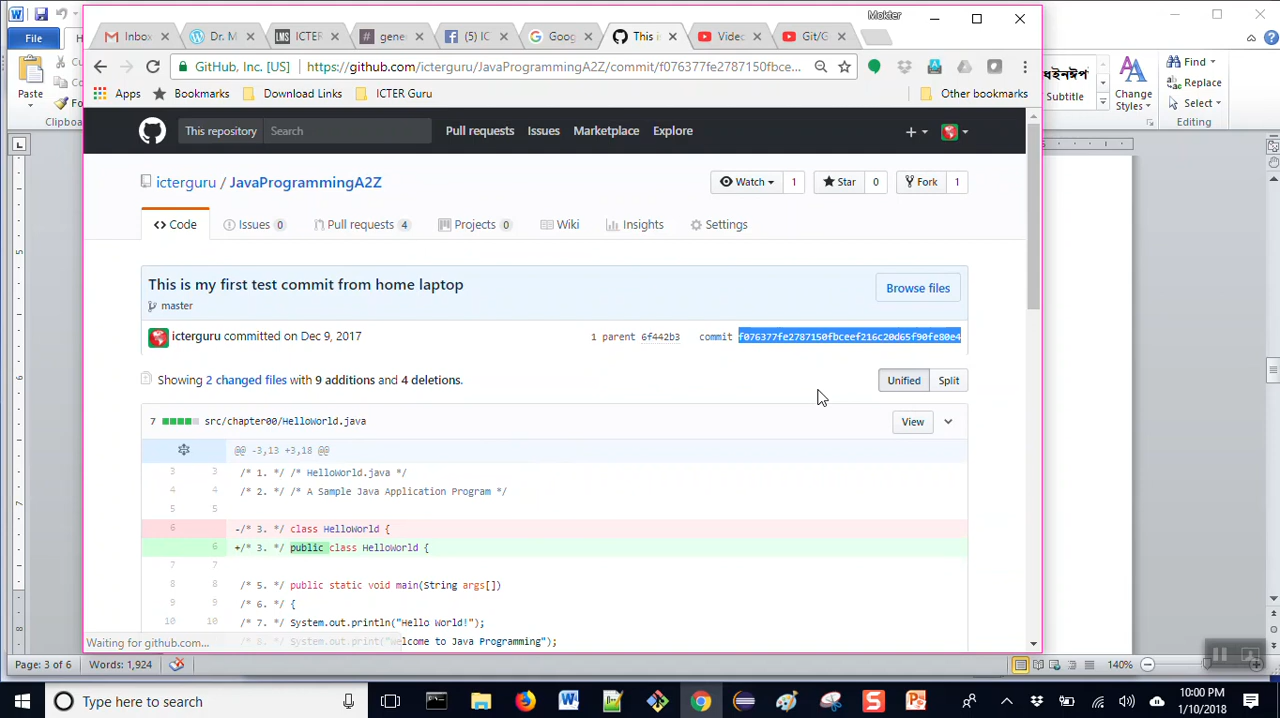 Mokter
File
Inbox
Dr. M
ICTER
gene
(5) IC
Goog
This i
Video
Git/G
GitHub, Inc. [US]
https://github.com/icterguru/JavaProgrammingA2Z/commit/f076377fe2787150fbce...
Apps
Bookmarks
Download Links
ICTER Guru
Other bookmarks
Paste
Clipboa
Subtitle
Change
Styles
Find
Replace
Select
Editing
This repository
Search
Pull requests
Issues
Marketplace
Explore
icterguru / JavaProgrammingA2Z
Watch 1
Star 0
Fork 1
Code
Issues 0
Pull requests 4
Projects 0
Wiki
Insights
Settings
This is my first test commit from home laptop
Browse files
master
icterguru committed on Dec 9, 2017
1 parent 6f442b3 commit f076377fe2787150fbceef216c20d65f90fe80e4
Showing 2 changed files with 9 additions and 4 deletions.
Unified
Split
7 src/chapter00/HelloWorld.java
View
@@ -3,13 +3,18 @@
3 3 /* 1. */ /* HelloWorld.java */
4 4 /* 2. */ /* A Sample Java Application Program */
5 5
6 -/* 3. */ class HelloWorld {
6 +/* 3. */ public class HelloWorld {
7 7
8 8 /* 5. */ public static void main(String args[])
9 9 /* 6. */ {
10 10 /* 7. */ System.out.println("Hello World!");
/* 8. */ System.out.print("Welcome to Java Programming");
Waiting for github.com...
Page: 3 of 6
Words: 1,924
140%
Type here to search
10:00 PM
1/10/2018